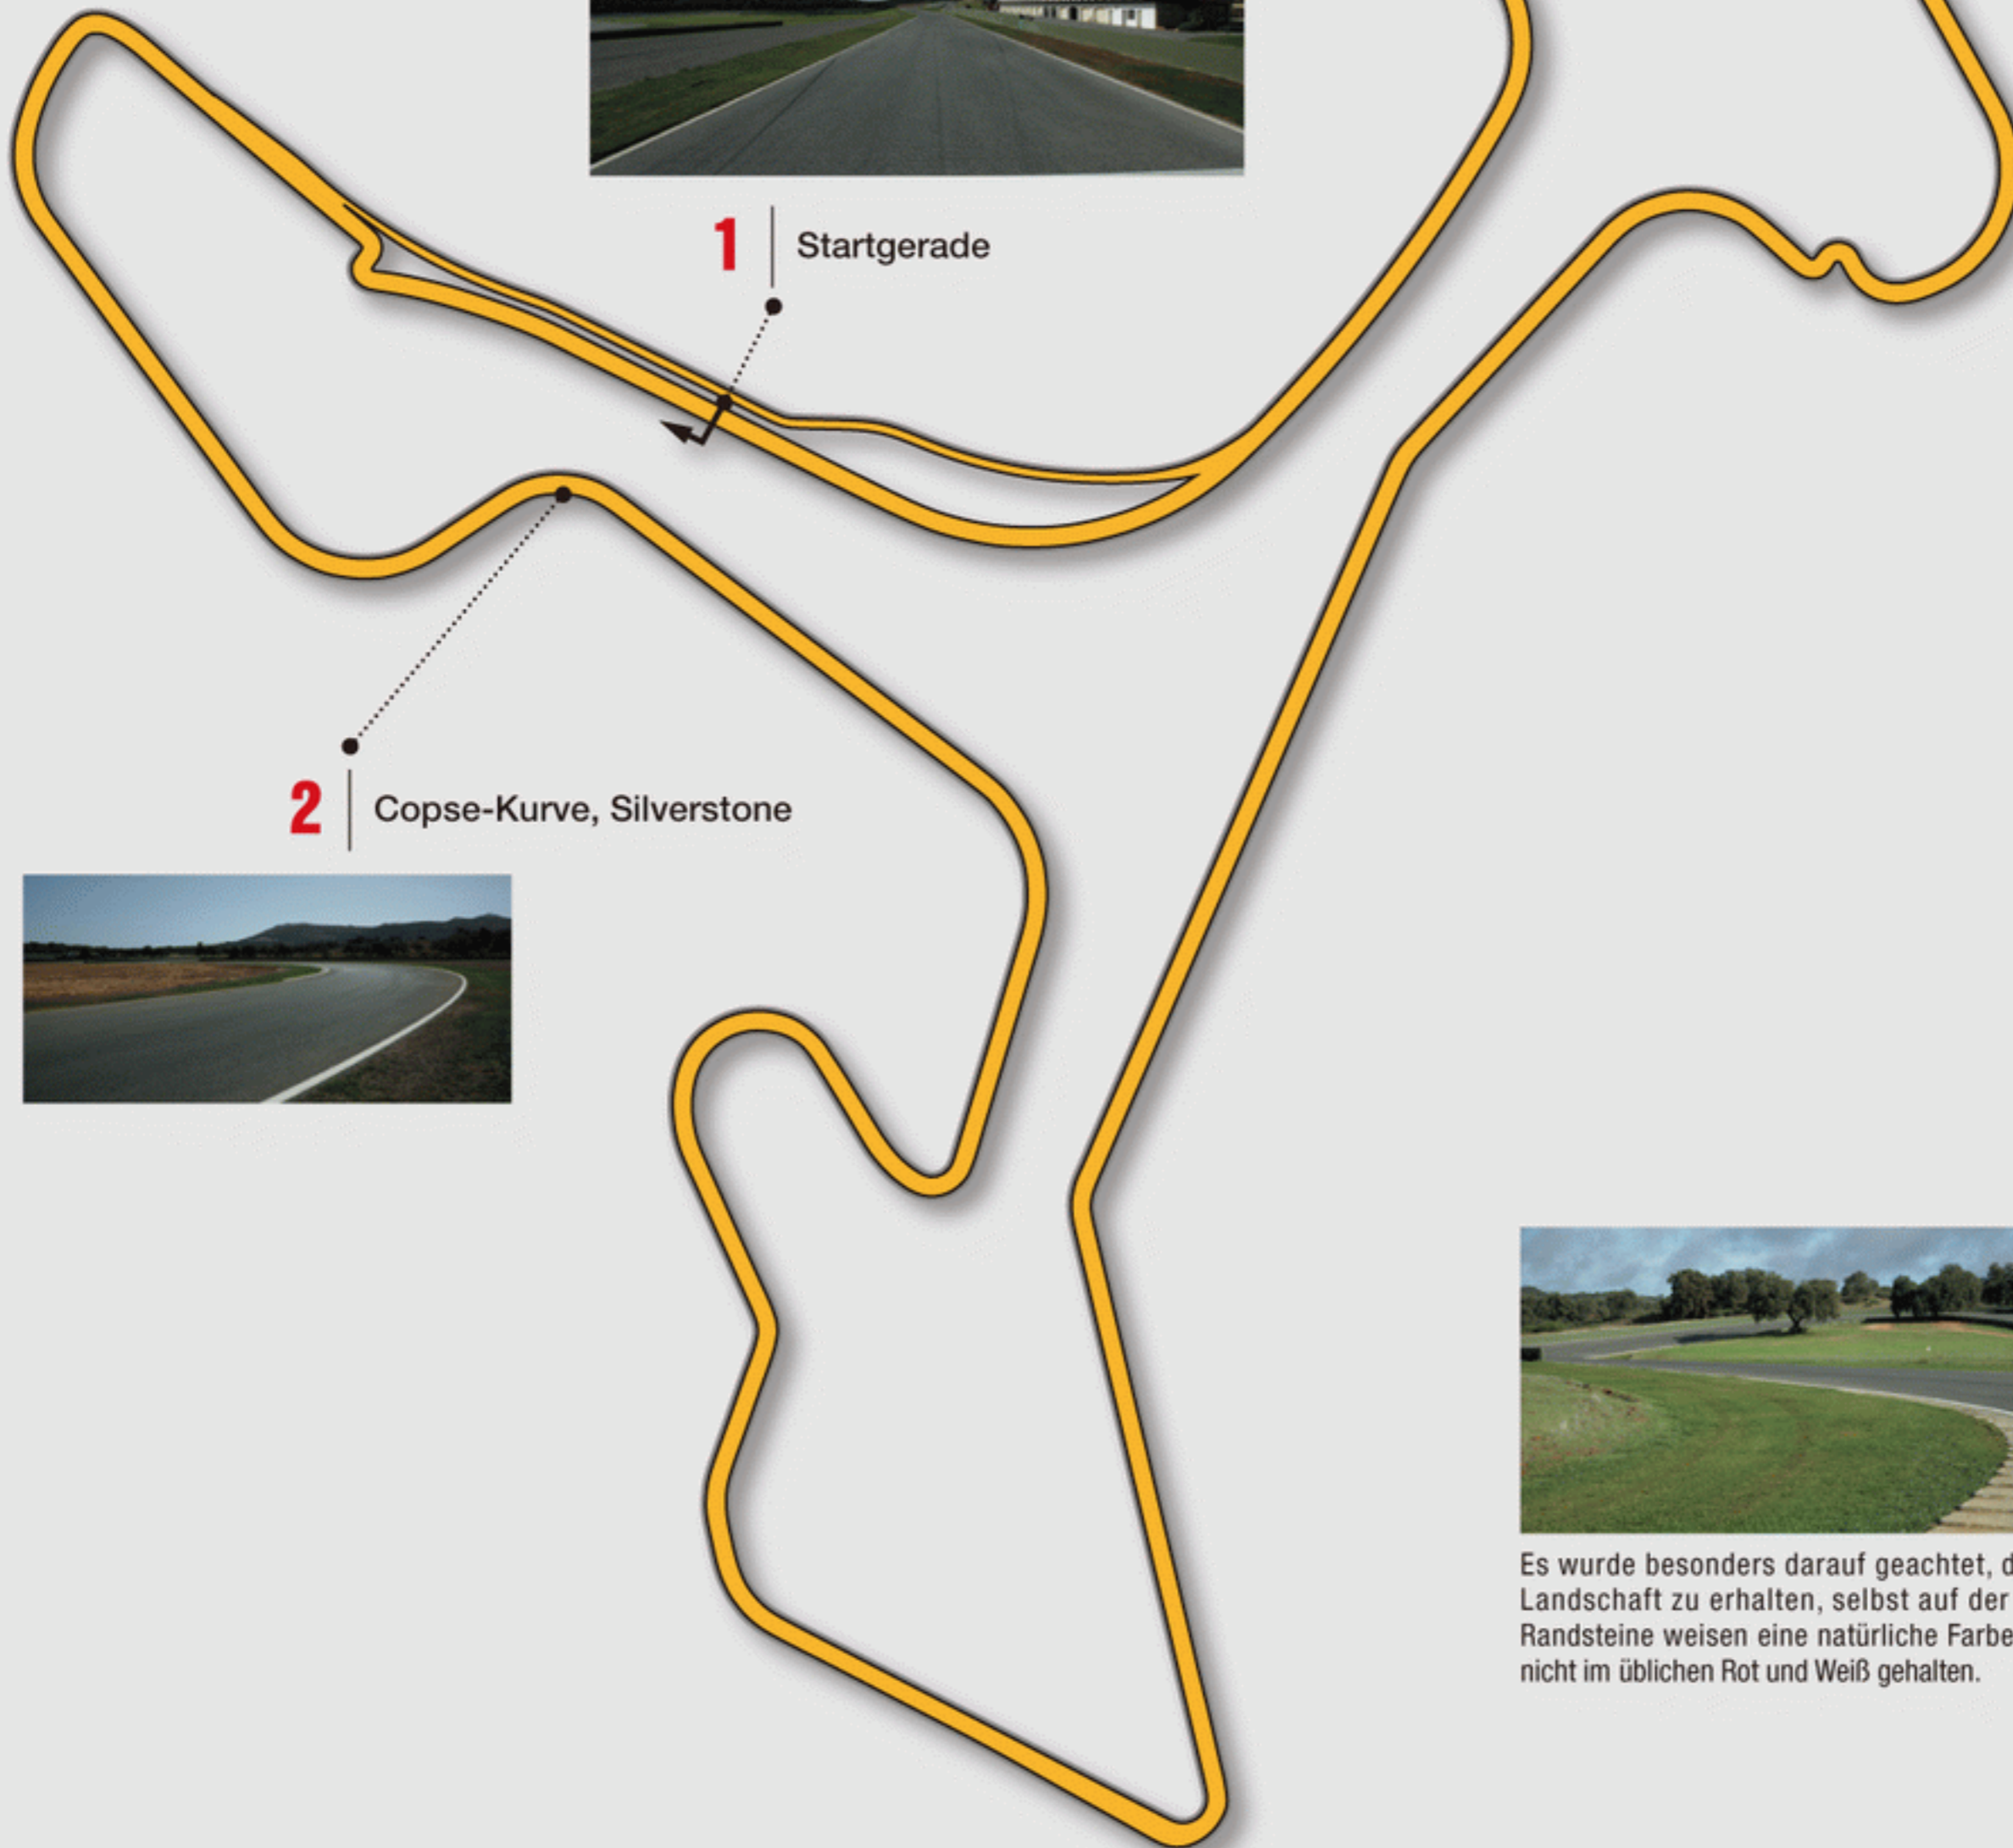 1 Startgerade
2 Copse-Kurve, Silverstone
Es wurde besonders darauf geachtet,
Landschaft zu erhalten, selbst auf der
Randsteine weisen eine natürliche Farbe
nicht im üblichen Rot und Weiß gehalten.